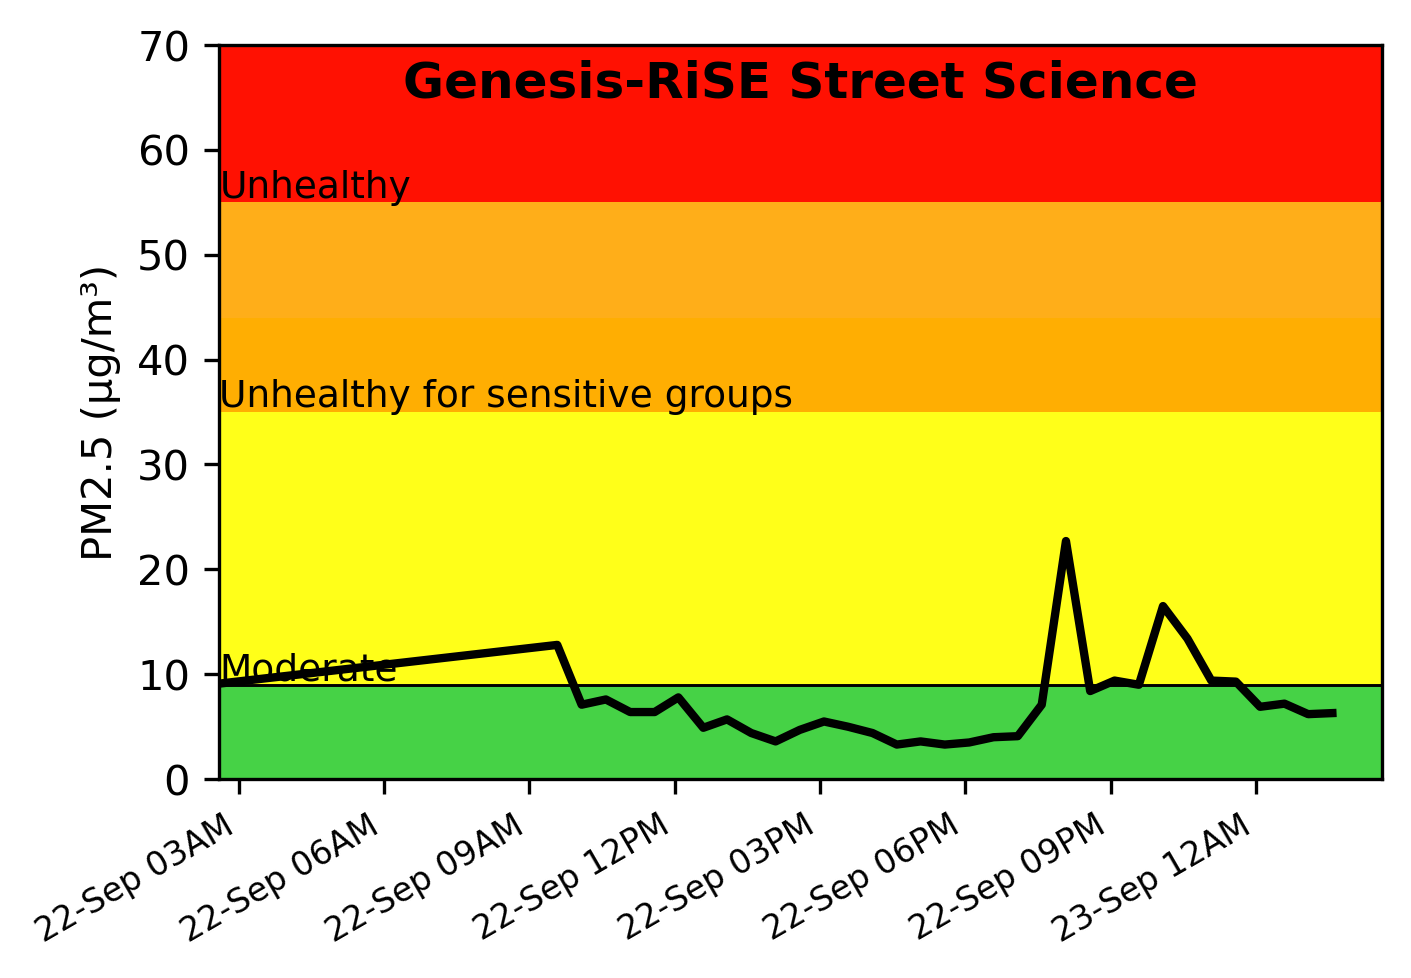 Genesis-RiSE Street Science
70
60
50
40
30
20
10
0
PM2.5 (µg/m³)
Unhealthy
Unhealthy for sensitive groups
Moderate
22-Sep 03AM
22-Sep 06AM
22-Sep 09AM
22-Sep 12PM
22-Sep 03PM
22-Sep 06PM
22-Sep 09PM
23-Sep 12AM